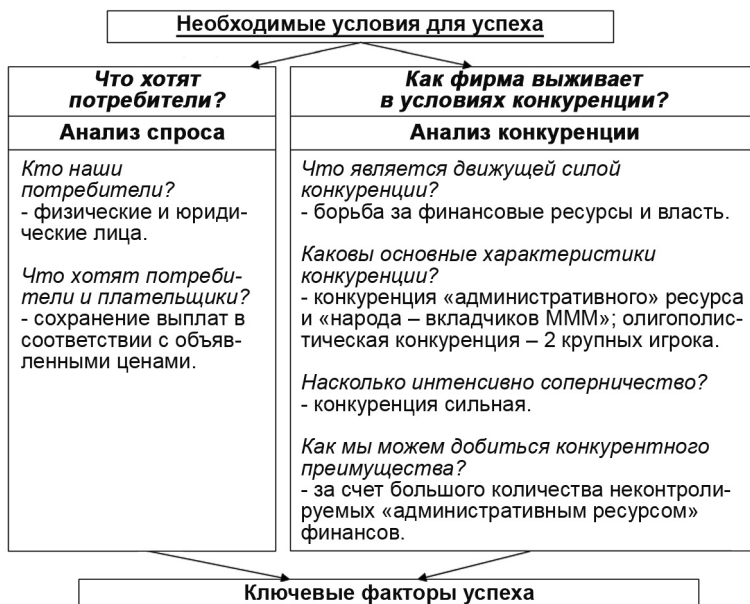 Необходимые условия для успеха
Что хотят
потребители?
Анализ спроса
Кто наши
потребители?
- физические и юриди-
ческие лица.
Что хотят потреби-
тели и плательщики?
- сохранение выплат в
соответствии с объяв-
ленными ценами.
Как фирма выживает
в условиях конкуренции?
Анализ конкуренции
Что является движущей силой
конкуренции?
- борьба за финансовые ресурсы и власть.
Каковы основные характеристики
конкуренции?
- конкуренция «административного» ресурса
и «народа – вкладчиков МММ»; олигополис-
тическая конкуренция – 2 крупных игрока.
Насколько интенсивно соперничество?
- конкуренция сильная.
Как мы можем добиться конкурентного
преимущества?
- за счет большого количества неконтроли-
руемых «административным ресурсом»
финансов.
Ключевые факторы успеха